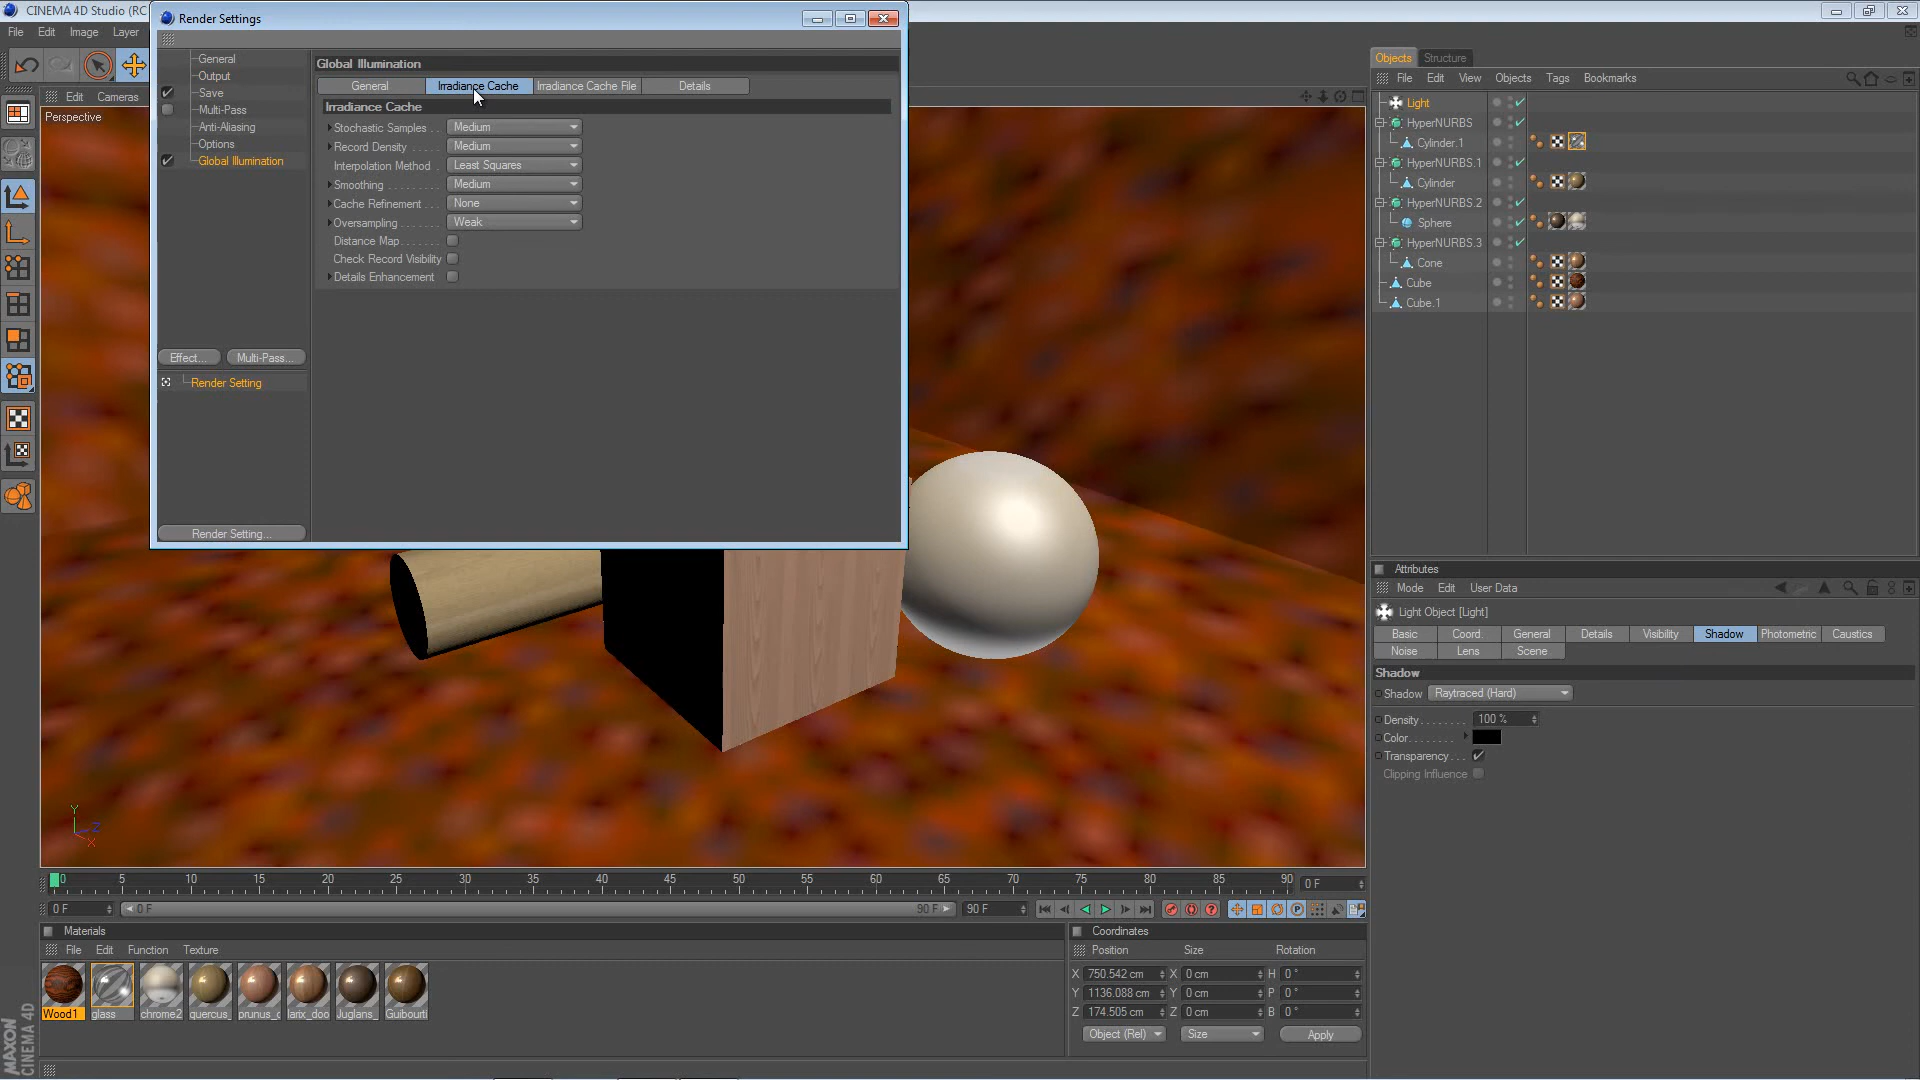 CINEMA 4D Studio (RC
Render Settings
File Edit Image Layer
General
Output
Save
Multi-Pass
Anti-Aliasing
Options
Global Illumination
Effect... Multi-Pass...
Render Setting
Render Setting...
Global Illumination
General Irradiance Cache Irradiance Cache File Details
Irradiance Cache
Stochastic Samples . . Medium
Record Density . . . . Medium
Interpolation Method . Least Squares
Smoothing . . . . . . . . . Medium
Cache Refinement . . . None
Oversampling . . . . . . . Weak
Distance Map . . . . . .
Check Record Visibility
Details Enhancement
Edit Cameras
Perspective
Y
Z
X
Objects Structure
File Edit View Objects Tags Bookmarks
Light
HyperNURBS
Cylinder.1
HyperNURBS.1
Cylinder
HyperNURBS.2
Sphere
HyperNURBS.3
Cone
Cube
Cube.1
Attributes
Mode Edit User Data
Light Object [Light]
Basic Coord. General Details Visibility Shadow Photometric Caustics
Noise Lens Scene
Shadow
Shadow Raytraced (Hard)
Density . . . . . . . . 100 %
Color. . . . . . . . .
Transparency. . . .
Clipping Influence
0 5 10 15 20 25 30 35 40 45 50 55 60 65 70 75 80 85 90 0 F
0 F 0 F 90 F 90 F
Materials
File Edit Function Texture
Wood1 glass chrome2 quercus_ prunus_c larix_doo Juglans_ Guibourti
Coordinates
Position Size Rotation
X 750.542 cm X 0 cm H 0 °
Y 1136.088 cm Y 0 cm P 0 °
Z 174.505 cm Z 0 cm B 0 °
Object (Rel) Size Apply
MAXON
CINEMA 4D